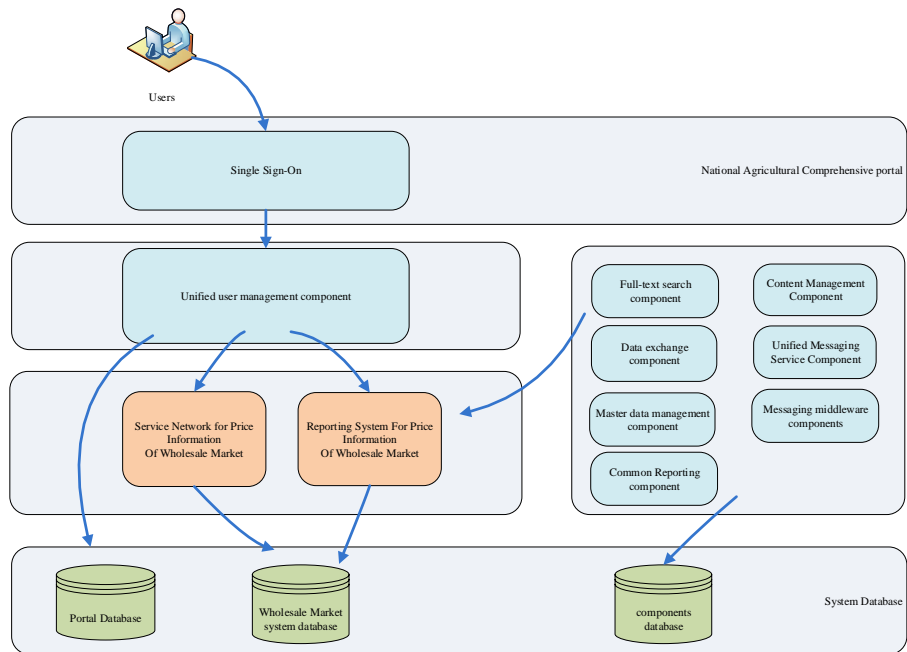 Users
Single Sign-On
National Agricultural Comprehensive portal
Unified user management component
Full-text search
component
Content Management
Component
Data exchange
component
Unified Messaging
Service Component
Master data management
component
Messaging middleware
components
Common Reporting
component
Service Network for Price
Information
Of Wholesale Market
Reporting System For Price
Information
Of Wholesale Market
Portal Database
Wholesale Market
system database
components
database
System Database